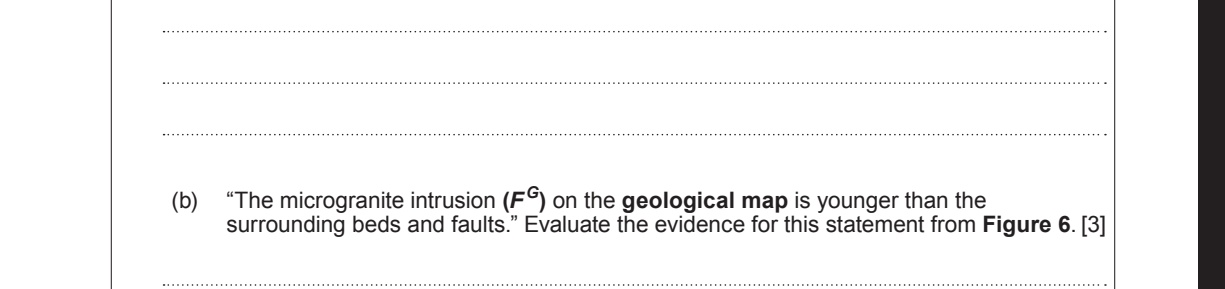 (b) “The microgranite intrusion (Fᴳ) on the geological map is younger than the
surrounding beds and faults.” Evaluate the evidence for this statement from Figure 6. [3]